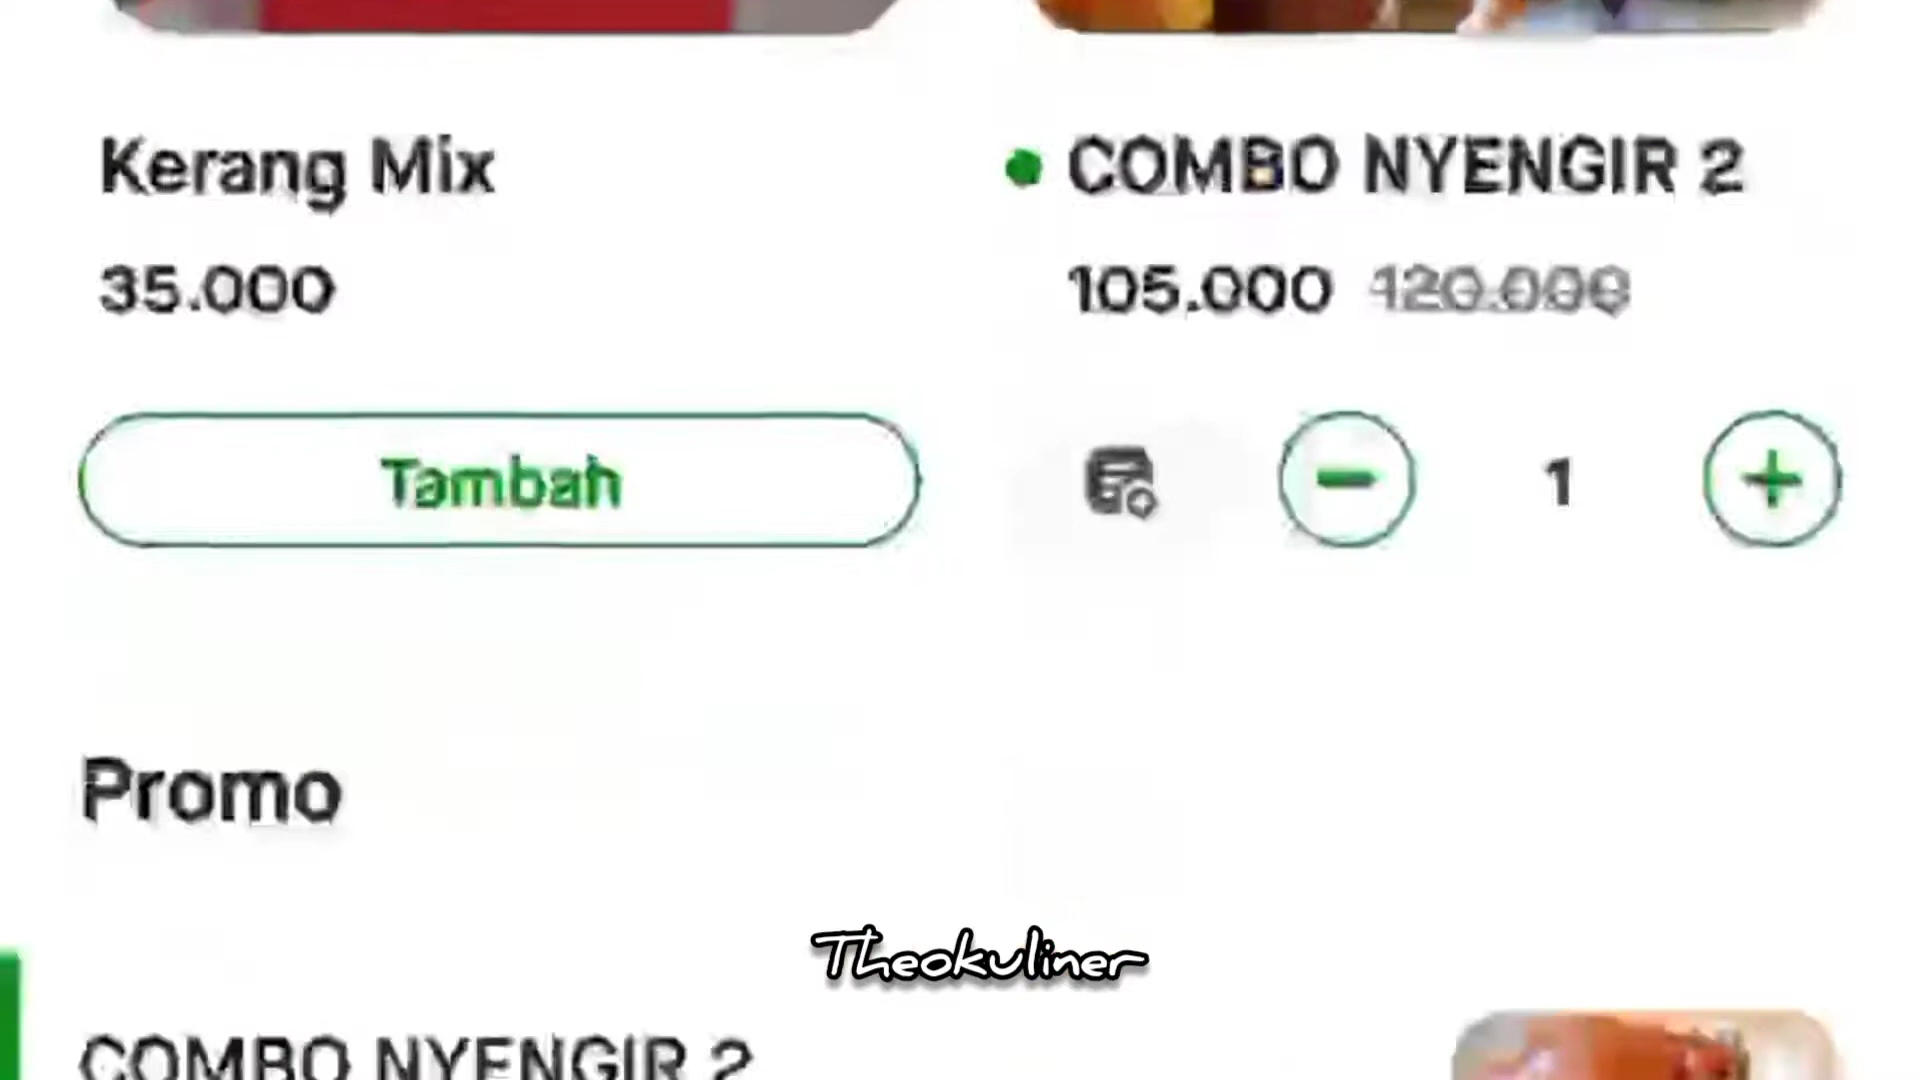 Kerang Mix
35.000
Tambah
COMBO NYENGIR 2
105.000 120.000
1
Promo
Theokuliner
COMBO NYENGIR 2